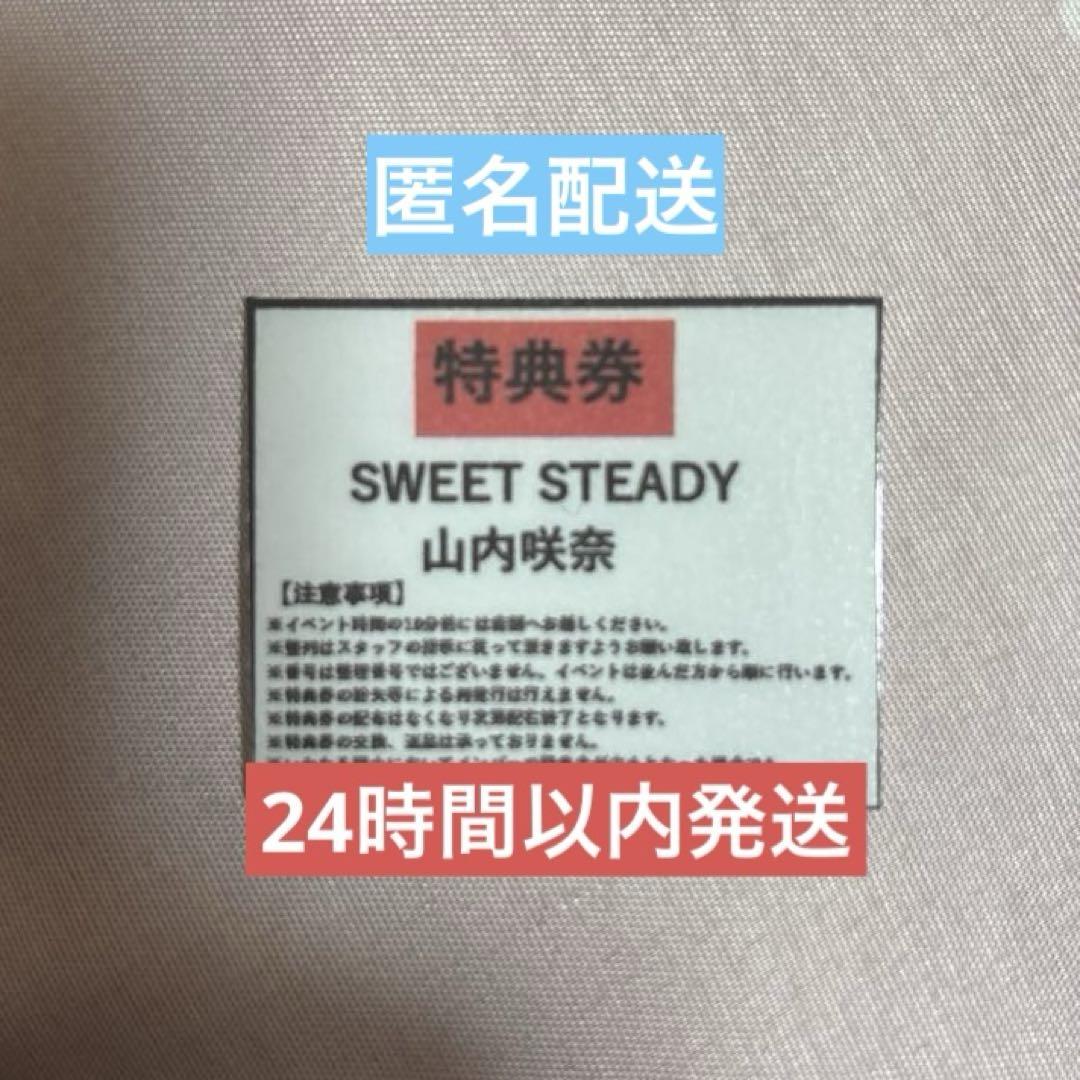 匿名配送
特典券
SWEET STEADY
山内咲奈
【注意事項】
※イベント時間の10分前には店舗へお越しください。
※整列はスタッフの指示に従って頂きますようお願い致します。
※番号は整理番号ではございません。イベントは並んだ方から順に行います。
※特典券の紛失等による再発行は行えません。
※特典券の配布はなくなり次第配布終了となります。
※特典券の交換、返品は承っておりません。
24時間以内発送